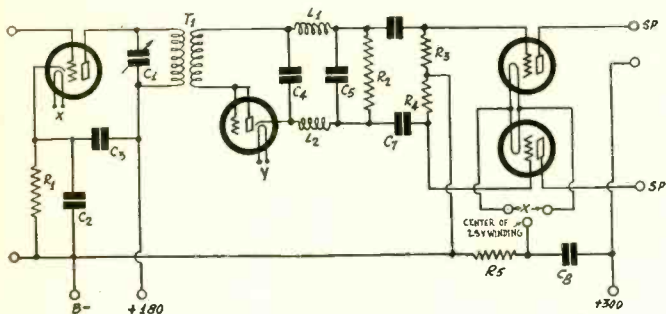 T1
L1
SP
C1
R3
X
C4
C5
R2
R4
C3
L2
C7
SP
R1
Y
X
C2
CENTER OF
2.5V WINDING
R5
C8
B-
+180
+300